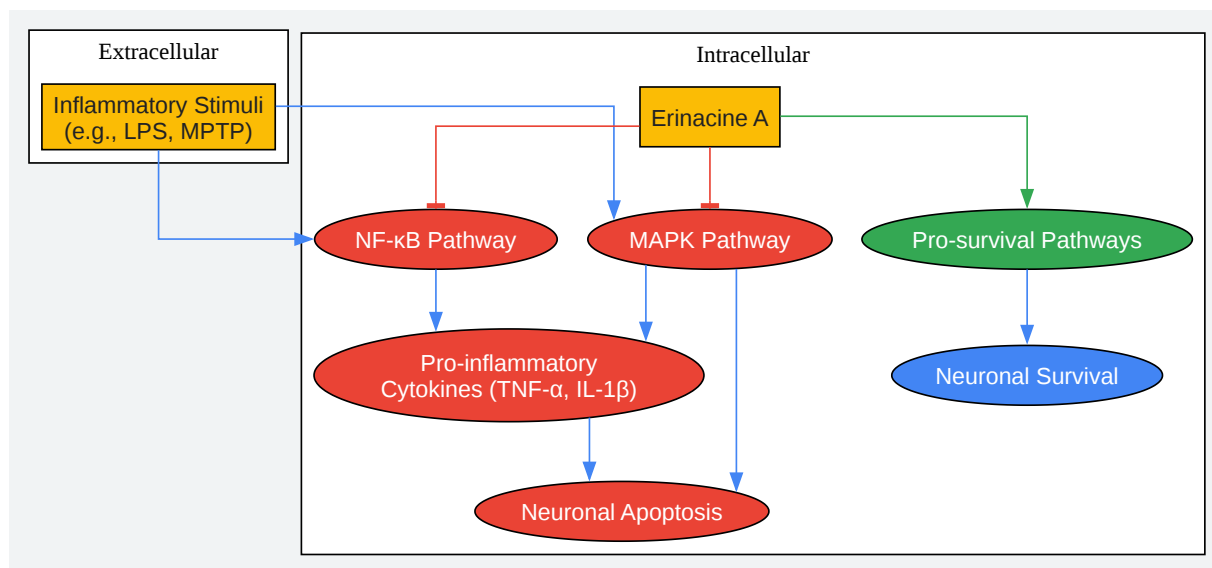 Extracellular
Intracellular
Inflammatory Stimuli
(e.g., LPS, MPTP)
Erinacine A
NF-κB Pathway
MAPK Pathway
Pro-survival Pathways
Pro-inflammatory
Cytokines (TNF-α, IL-1β)
Neuronal Survival
Neuronal Apoptosis